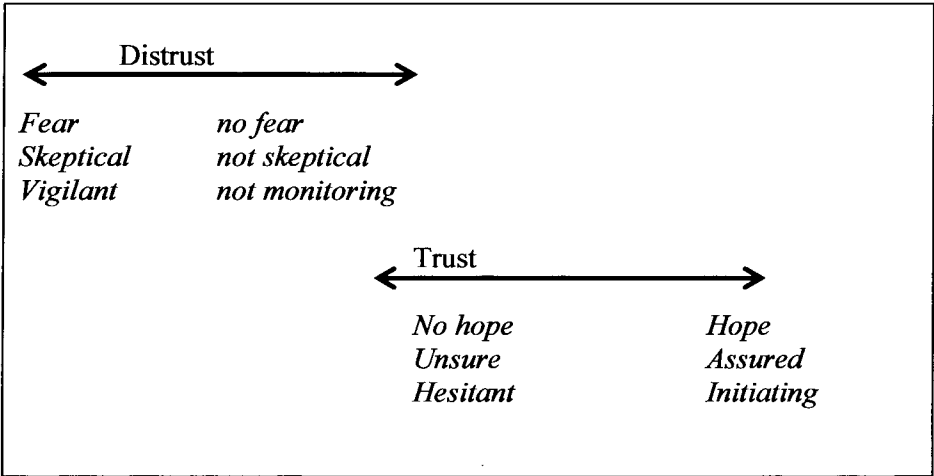 Distrust
Fear no fear
Skeptical not skeptical
Vigilant not monitoring
Trust
No hope Hope
Unsure Assured
Hesitant Initiating